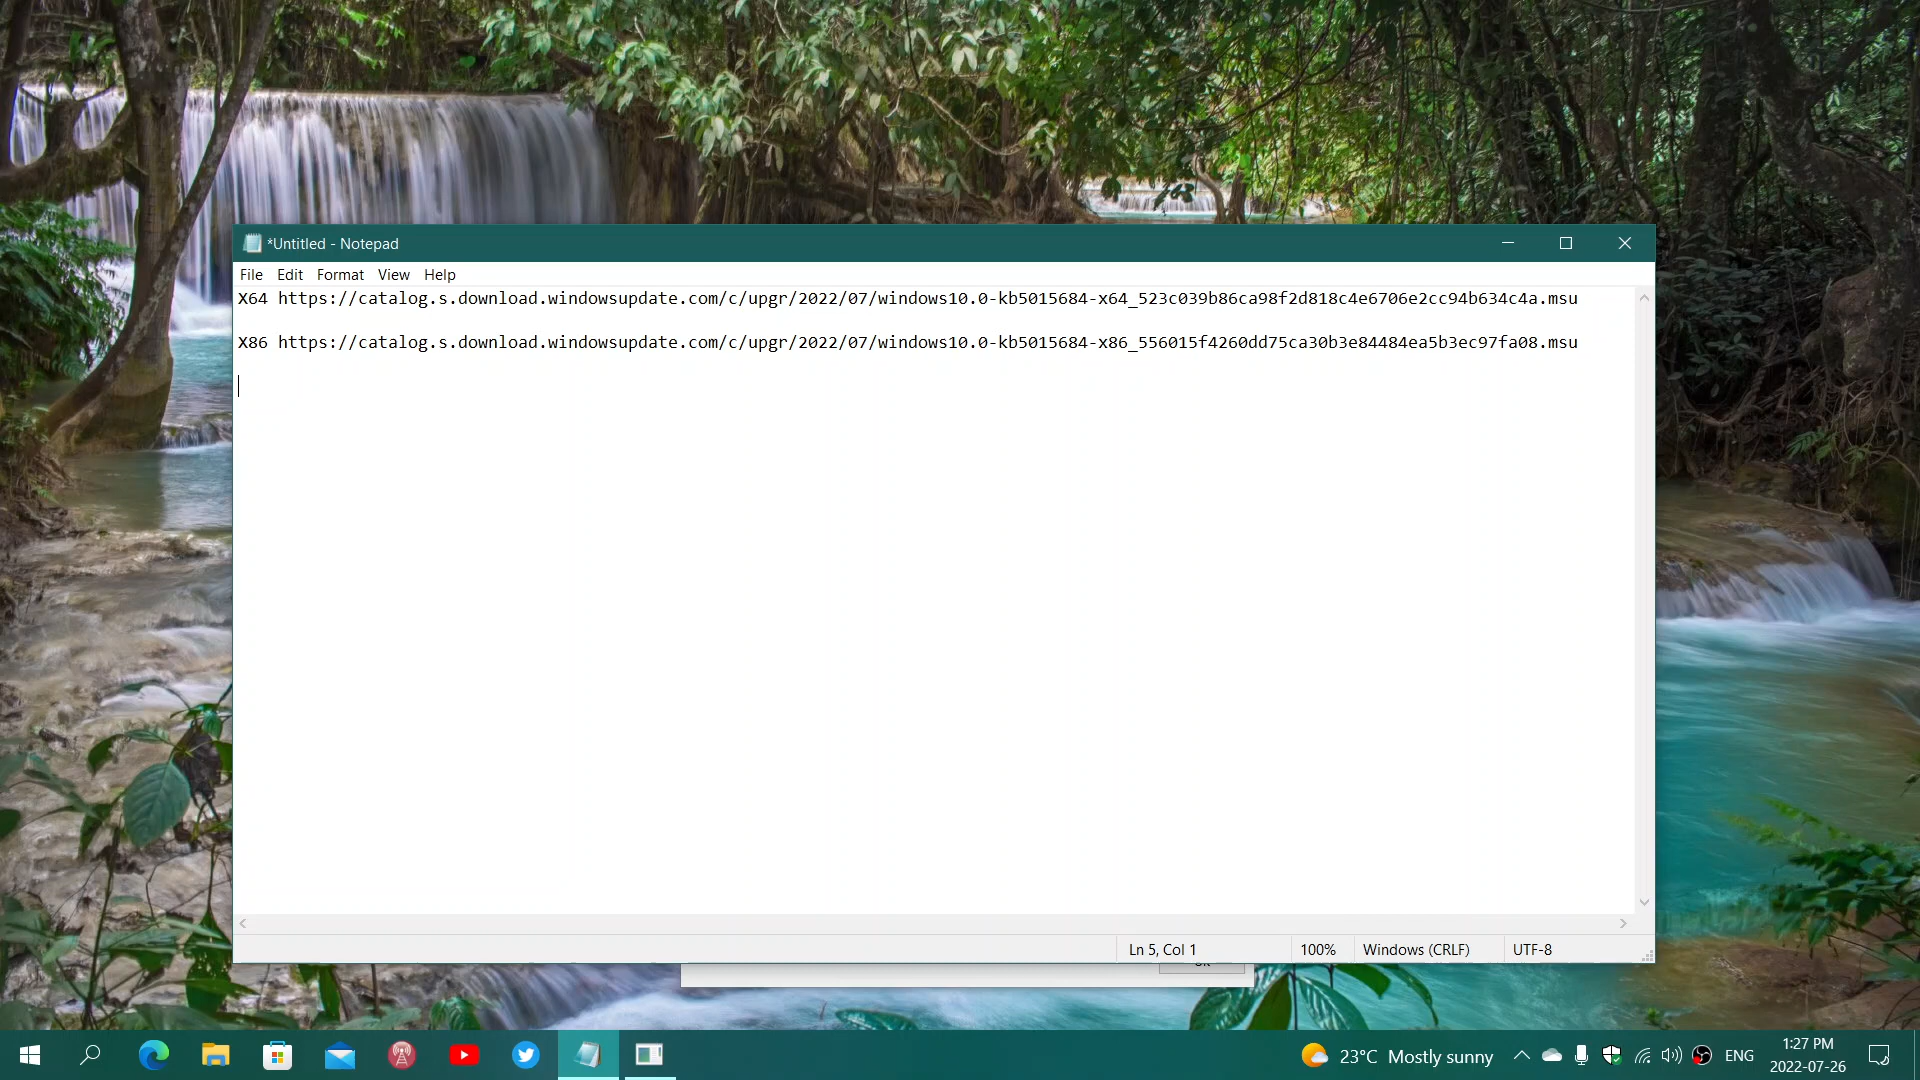 *Untitled - Notepad
File Edit Format View Help
X64 https://catalog.s.download.windowsupdate.com/c/upgr/2022/07/windows10.0-kb5015684-x64_523c039b86ca98f2d818c4e6706e2cc94b634c4a.msu
X86 https://catalog.s.download.windowsupdate.com/c/upgr/2022/07/windows10.0-kb5015684-x86_556015f4260dd75ca30b3e84484ea5b3ec97fa08.msu
Ln 5, Col 1 100% Windows (CRLF) UTF-8
23°C Mostly sunny ENG 1:27 PM
2022-07-26